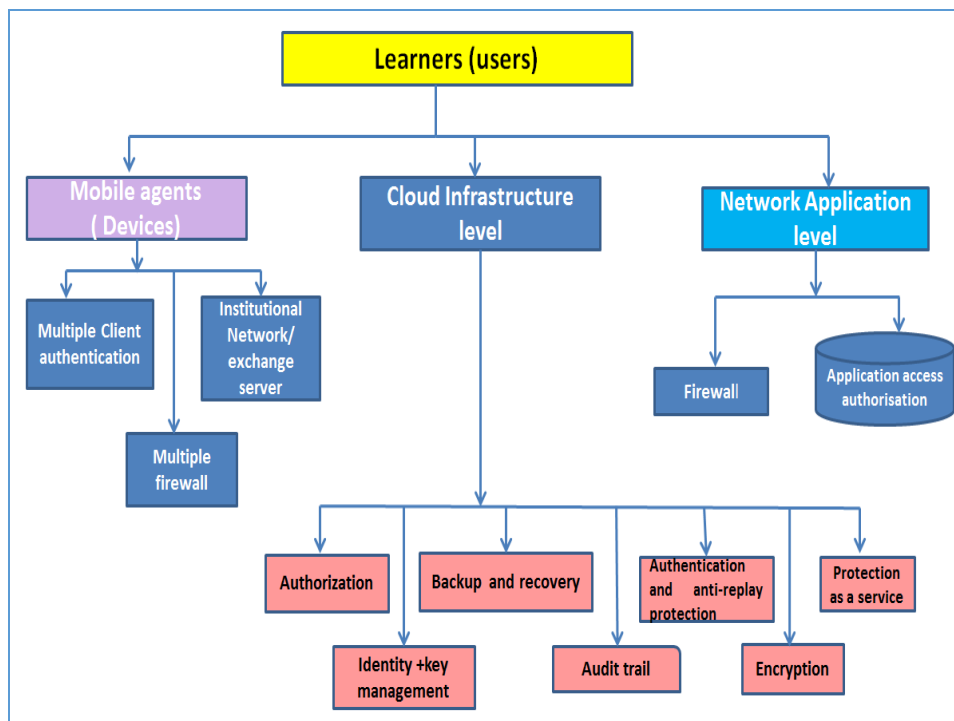 Learners (users)
Mobile agents
( Devices)
Cloud Infrastructure
level
Network Application
level
Multiple Client
authentication
Institutional
Network/
exchange
server
Multiple
firewall
Firewall
Application access
authorisation
Authorization
Backup and recovery
Authentication
and anti-replay
protection
Protection
as a service
Identity +key
management
Audit trail
Encryption